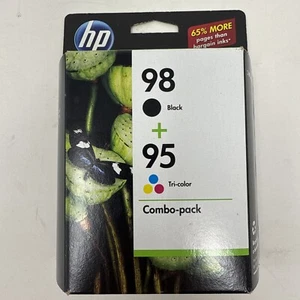 hp
65% MORE
pages than
bargain inks*
98
Black
+
95
Tri-color
Combo-pack